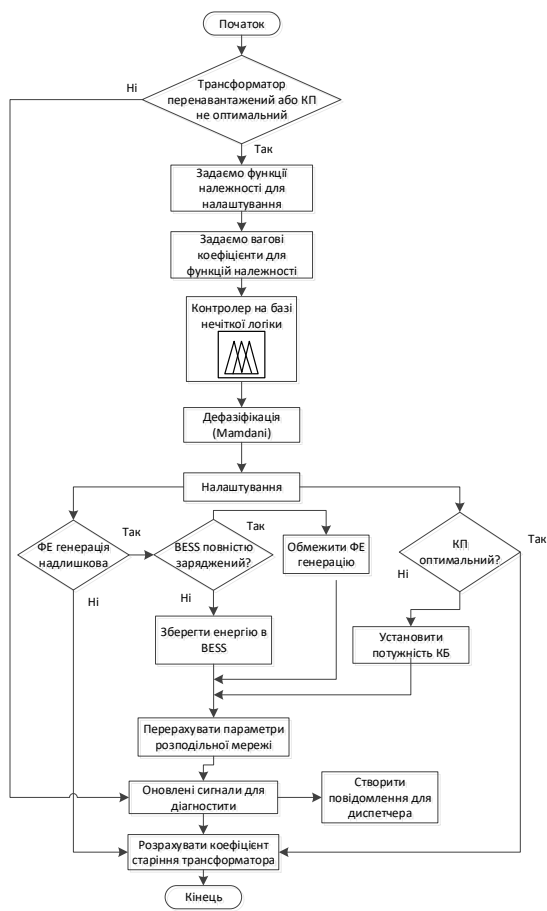 Початок
Ні
Трансформатор
перенавантажений або КП
не оптимальний
Так
Задаємо функції
належності для
налаштування
Задаємо вагові
коефіцієнти для
функцій належності
Контролер на базі
нечіткої логіки
Дефазіфікація
(Mamdani)
Налаштування
ФЕ генерація
надлишкова
Так
Ні
BESS повністю
заряджений?
Так
Ні
Обмежити ФЕ
генерацію
КП
оптимальний?
Так
Ні
Зберегти енергію в
BESS
Установити
потужність КБ
Перерахувати параметри
розподільної мережі
Оновлені сигнали для
діагностити
Створити
повідомлення для
диспетчера
Розрахувати коефіцієнт
старіння трансформатора
Кінець